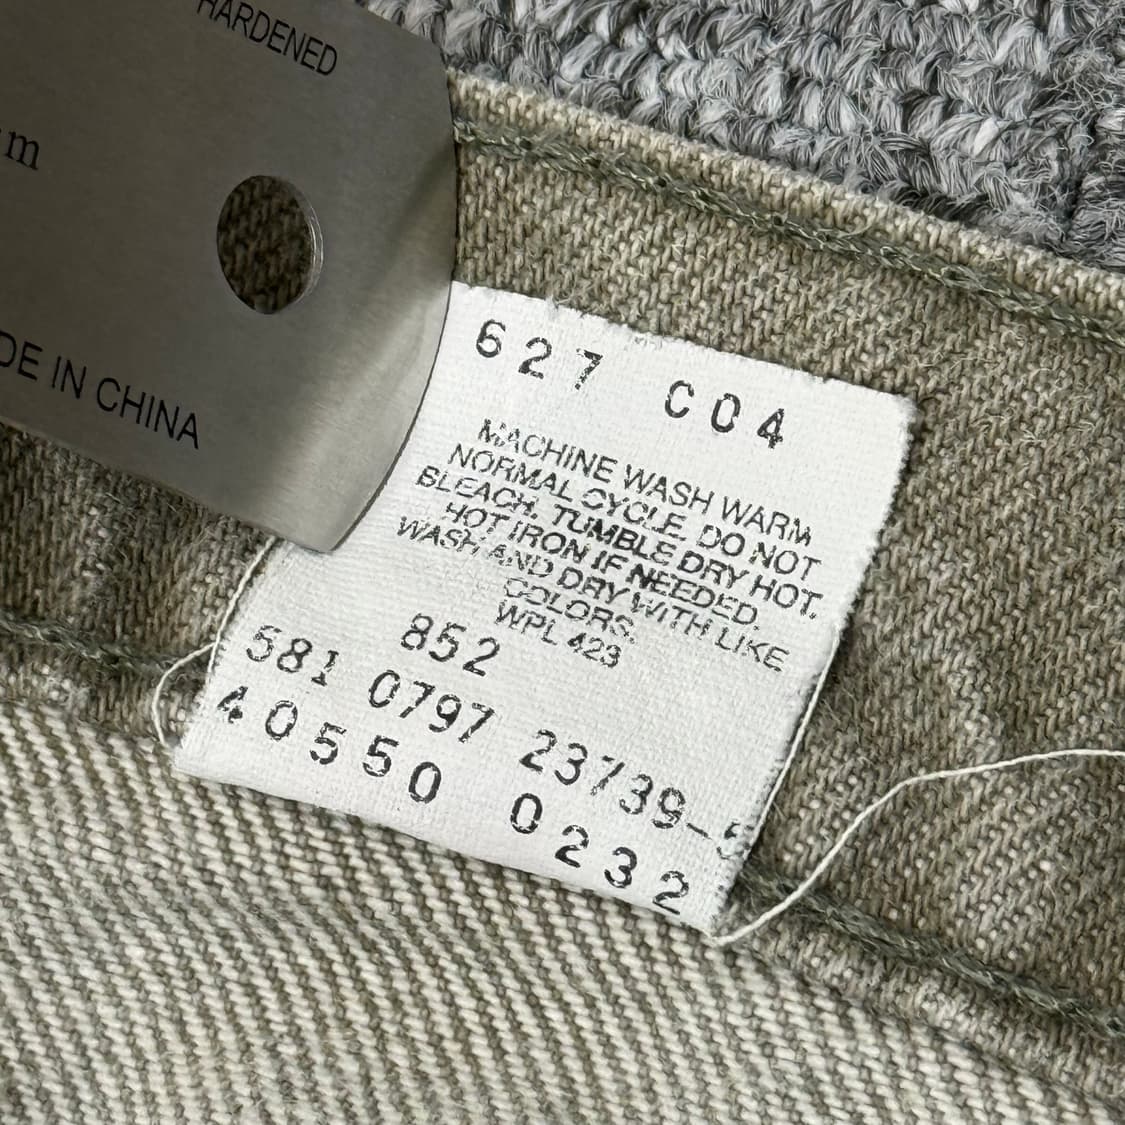 HARDENED
m
DE IN CHINA
627 C04
MACHINE WASH WARM
NORMAL CYCLE. DO NOT
BLEACH. TUMBLE DRY HOT.
HOT IRON IF NEEDED.
WASH AND DRY WITH LIKE
COLORS.
WPL 423
852
581 0797 23739-
40550 0232